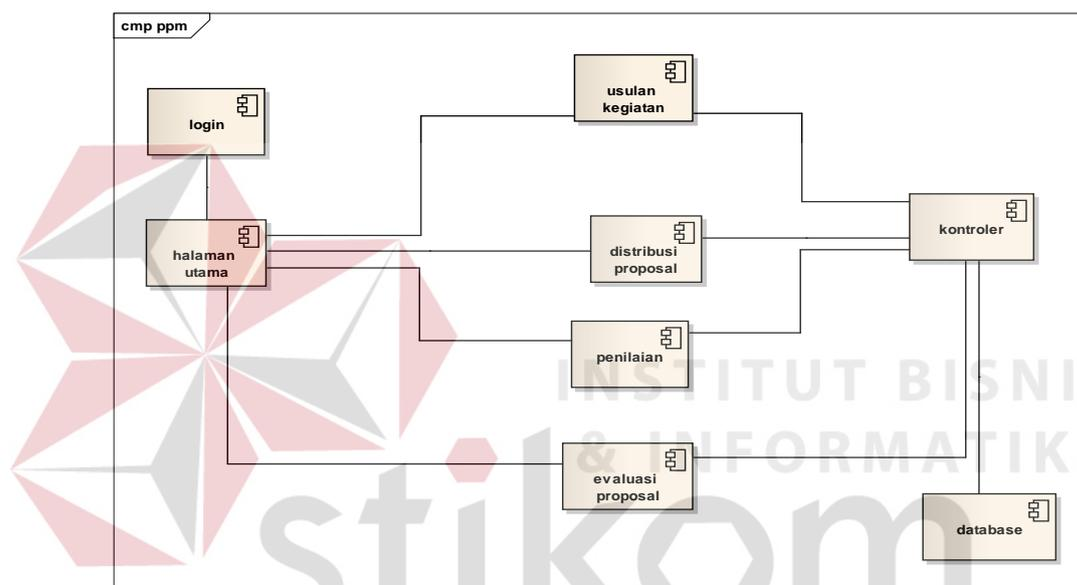 cmp ppm
login
usulan
kegiatan
halaman
utama
distribusi
proposal
kontroler
penilaian
evaluasi
proposal
database
INSTITUT BISNI
& INFORMATIK
stikom